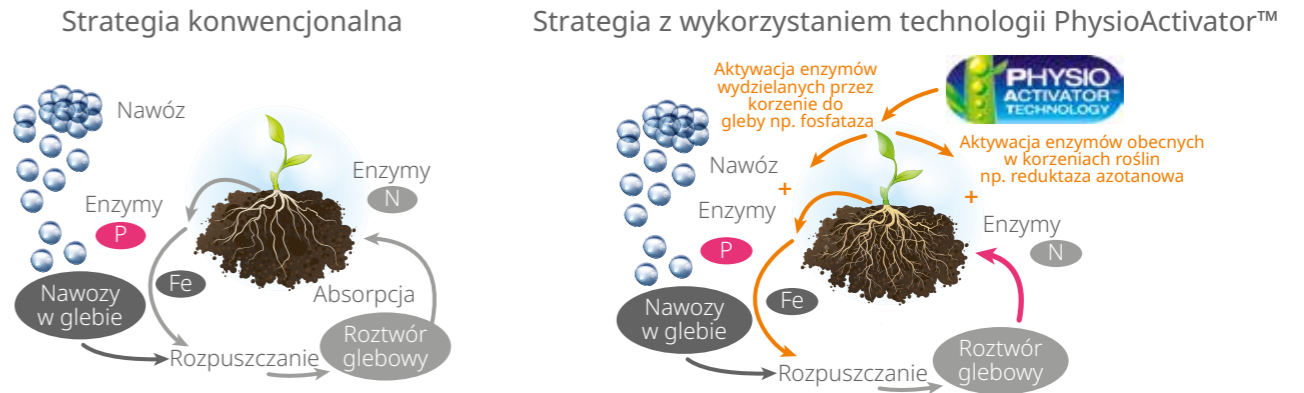 Strategia konwencjonalna
Nawóz
Enzymy
N
Enzymy
P
Fe
Nawozy
w glebie
Absorpcja
Roztwór
glebowy
Rozpuszczanie
Strategia z wykorzystaniem technologii PhysioActivator™
Aktywacja enzymów
wydzielanych przez
korzenie do
gleby np. fosfataza
PHYSIO
ACTIVATOR™
TECHNOLOGY
Aktywacja enzymów obecnych
w korzeniach roślin
np. reduktaza azotanowa
Nawóz
+
+
Enzymy
P
Enzymy
N
Fe
Nawozy
w glebie
Roztwór
glebowy
Rozpuszczanie